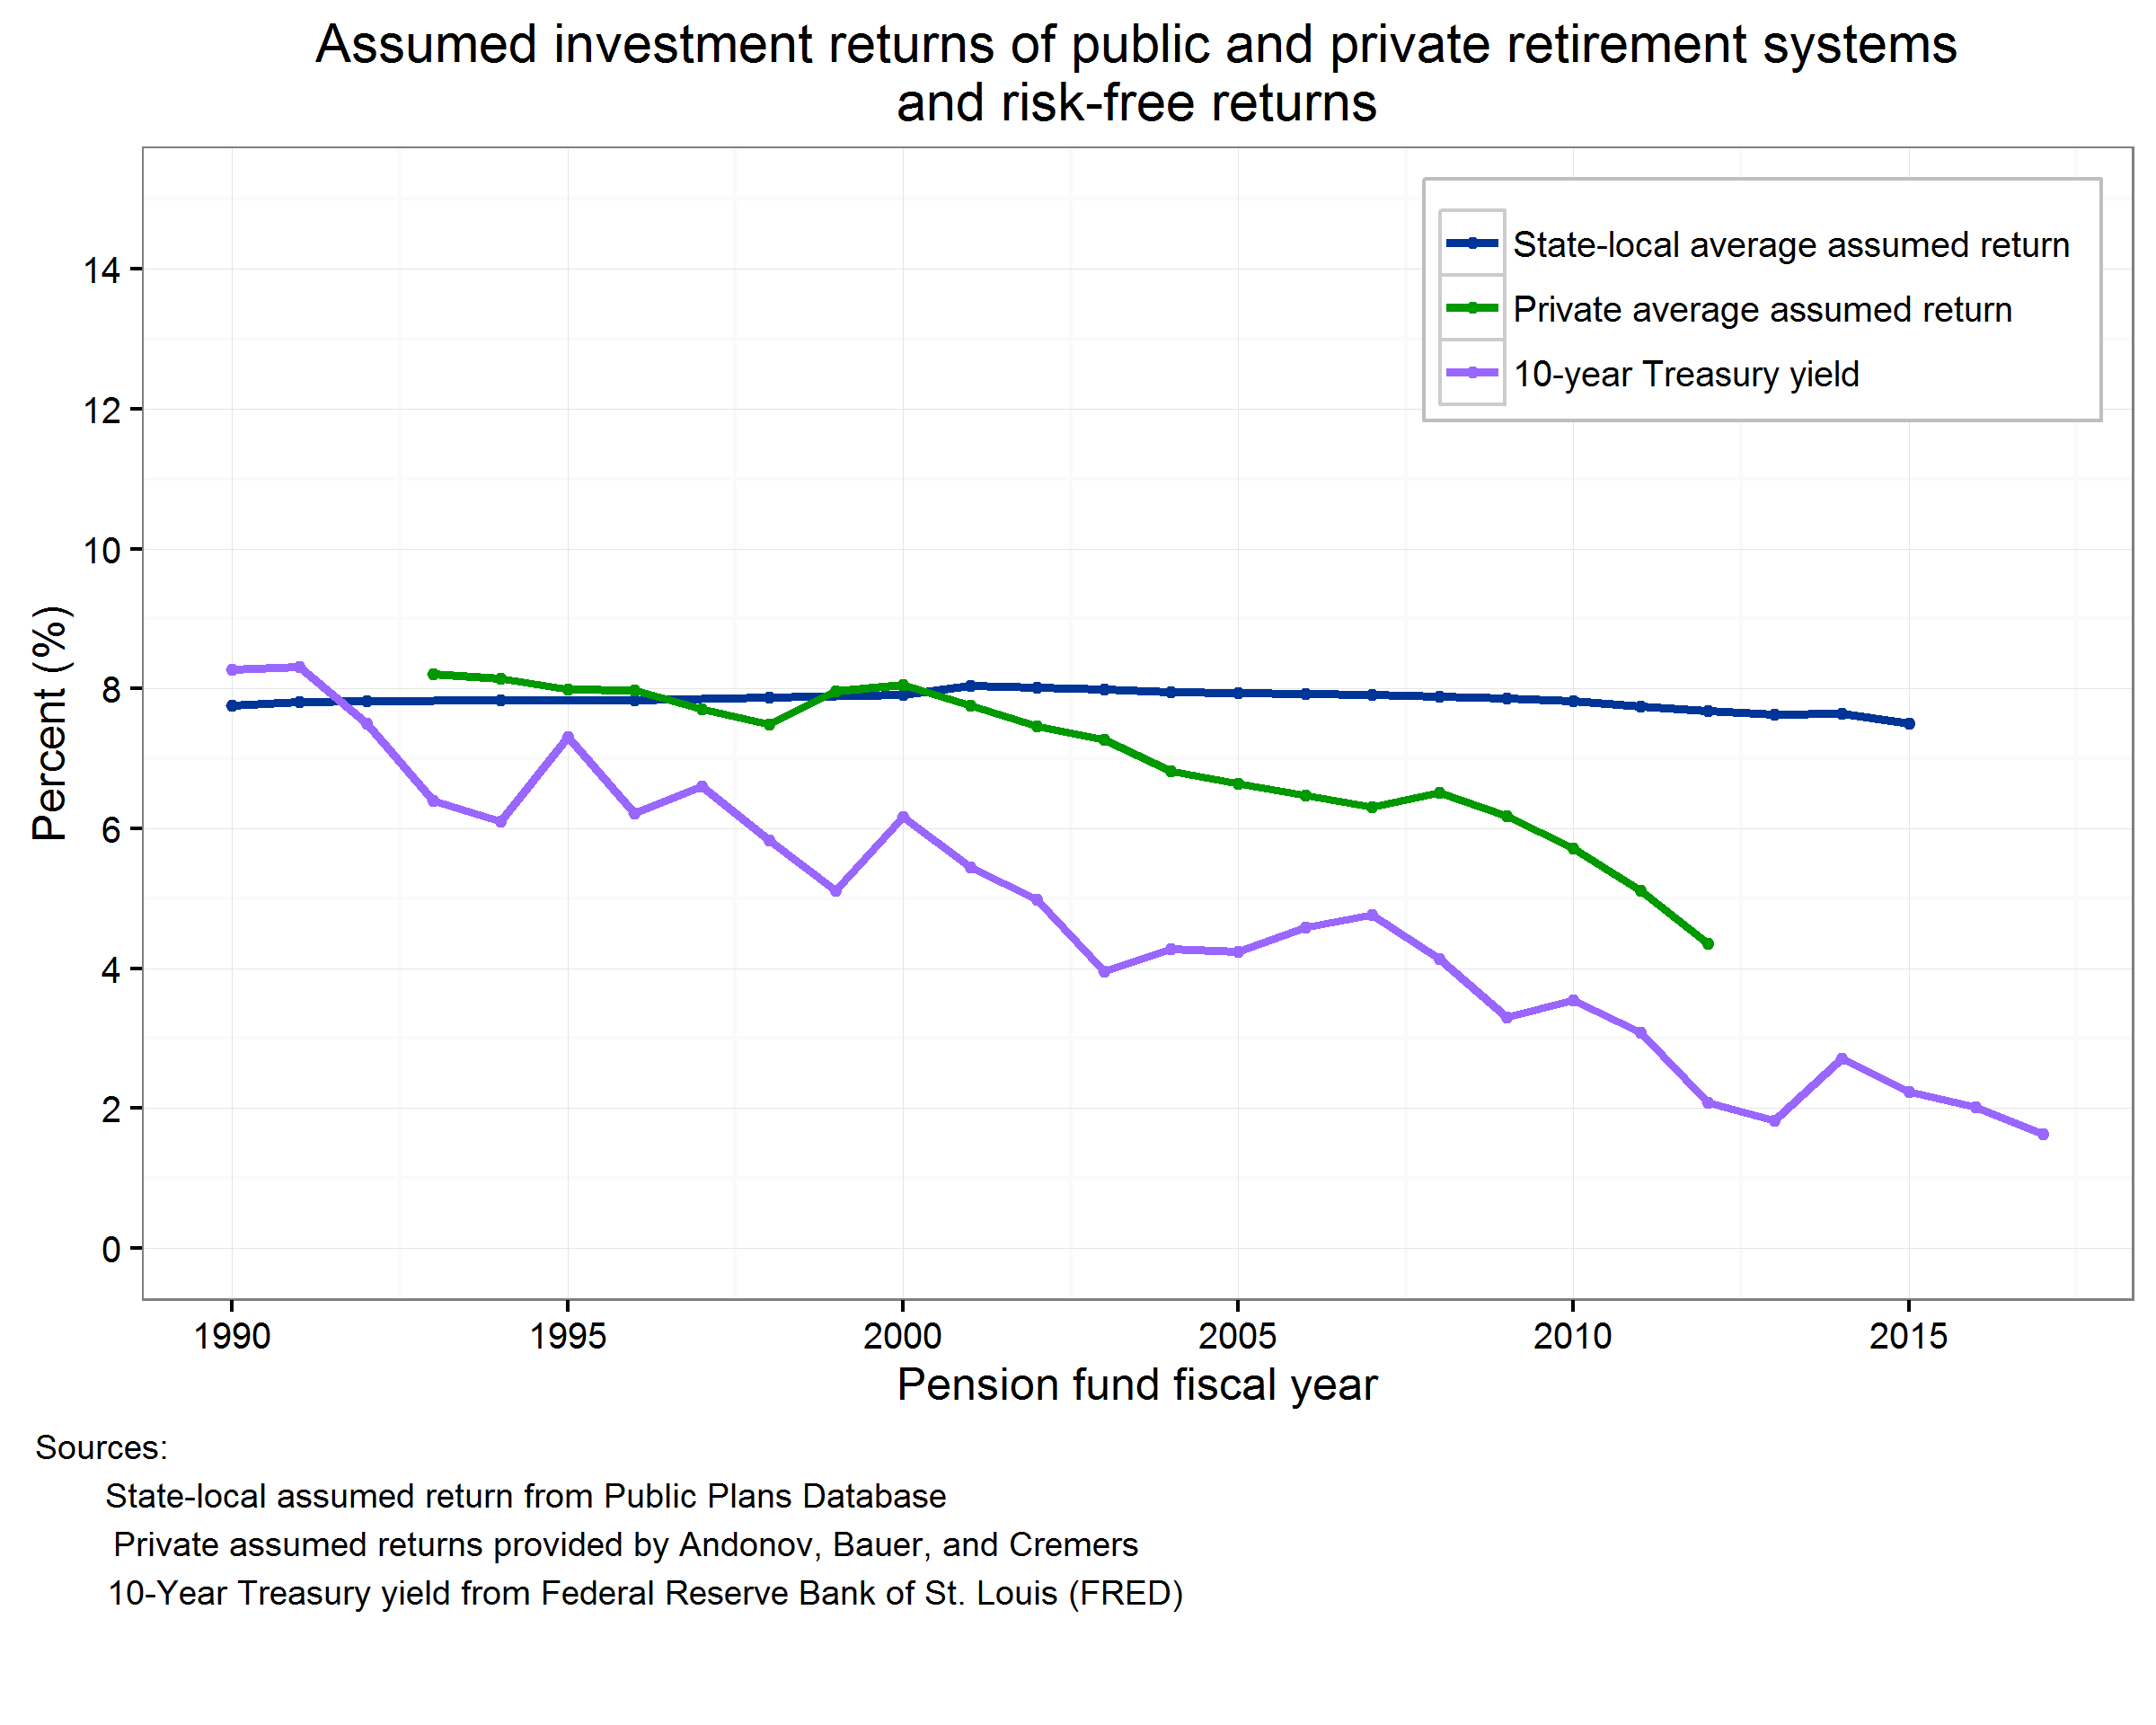 Assumed investment returns of public and private retirement systems
and risk-free returns
State-local average assumed return
Private average assumed return
10-year Treasury yield
Percent (%)
14
12
10
8
6
4
2
0
1990 1995 2000 2005 2010 2015
Pension fund fiscal year
Sources:
State-local assumed return from Public Plans Database
Private assumed returns provided by Andonov, Bauer, and Cremers
10-Year Treasury yield from Federal Reserve Bank of St. Louis (FRED)